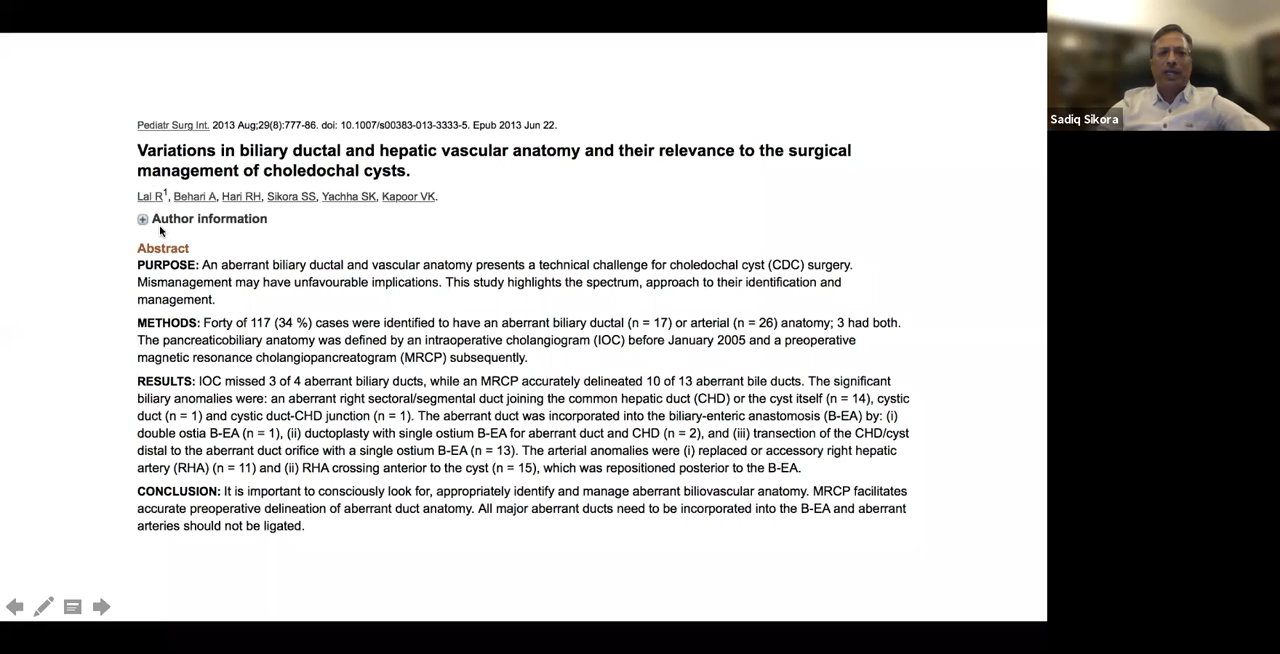 Pediatr Surg Int. 2013 Aug;29(8):777-86. doi: 10.1007/s00383-013-3333-5. Epub 2013 Jun 22.
Variations in biliary ductal and hepatic vascular anatomy and their relevance to the surgical
management of choledochal cysts.
Lal R1, Behari A, Hari RH, Sikora SS, Yachha SK, Kapoor VK.
Author information
Abstract
PURPOSE: An aberrant biliary ductal and vascular anatomy presents a technical challenge for choledochal cyst (CDC) surgery.
Mismanagement may have unfavourable implications. This study highlights the spectrum, approach to their identification and
management.
METHODS: Forty of 117 (34 %) cases were identified to have an aberrant biliary ductal (n = 17) or arterial (n = 26) anatomy; 3 had both.
The pancreaticobiliary anatomy was defined by an intraoperative cholangiogram (IOC) before January 2005 and a preoperative
magnetic resonance cholangiopancreatogram (MRCP) subsequently.
RESULTS: IOC missed 3 of 4 aberrant biliary ducts, while an MRCP accurately delineated 10 of 13 aberrant bile ducts. The significant
biliary anomalies were: an aberrant right sectoral/segmental duct joining the common hepatic duct (CHD) or the cyst itself (n = 14), cystic
duct (n = 1) and cystic duct-CHD junction (n = 1). The aberrant duct was incorporated into the biliary-enteric anastomosis (B-EA) by: (i)
double ostia B-EA (n = 1), (ii) ductoplasty with single ostium B-EA for aberrant duct and CHD (n = 2), and (iii) transection of the CHD/cyst
distal to the aberrant duct orifice with a single ostium B-EA (n = 13). The arterial anomalies were (i) replaced or accessory right hepatic
artery (RHA) (n = 11) and (ii) RHA crossing anterior to the cyst (n = 15), which was repositioned posterior to the B-EA.
CONCLUSION: It is important to consciously look for, appropriately identify and manage aberrant biliovascular anatomy. MRCP facilitates
accurate preoperative delineation of aberrant duct anatomy. All major aberrant ducts need to be incorporated into the B-EA and aberrant
arteries should not be ligated.
Sadiq Sikora